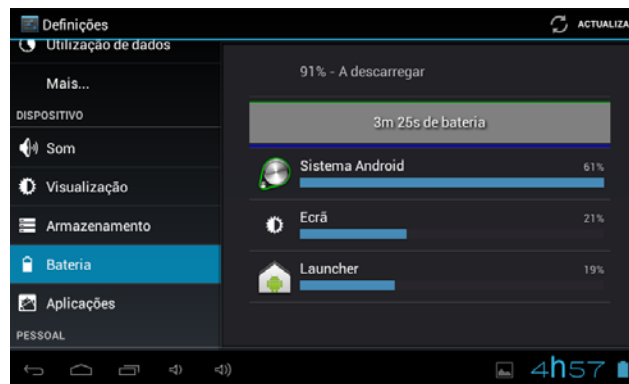 Definições
ACTUALIZA
Utilização de dados
Mais...
DISPOSITIVO
Som
Visualização
Armazenamento
Bateria
Aplicações
PESSOAL
91% - A descarregar
3m 25s de bateria
Sistema Android 61%
Ecrã 21%
Launcher 19%
4h57